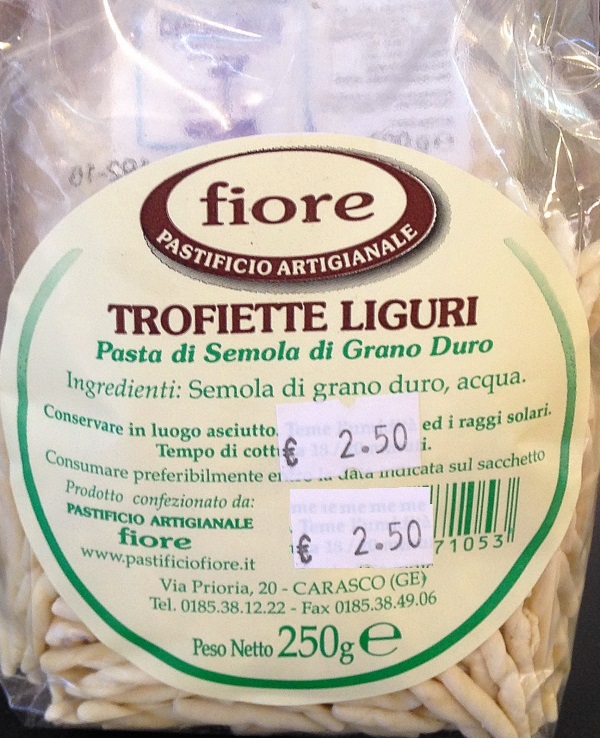 fiore
PASTIFICIO ARTIGIANALE
TROFIETTE LIGURI
Pasta di Semola di Grano Duro
Ingredienti: Semola di grano duro, acqua.
Conservare in luogo asciutto. ed i raggi solari.
Tempo di cott
€ 2.50
Consumare preferibilmente data indicata sul sacchetto
Prodotto confezionato da:
PASTIFICIO ARTIGIANALE
fiore
€ 2.50
71053
www.pastificiofiore.it
Via Prioria, 20 - CARASCO (GE)
Tel. 0185.38.12.22 - Fax 0185.38.49.06
Peso Netto 250g e